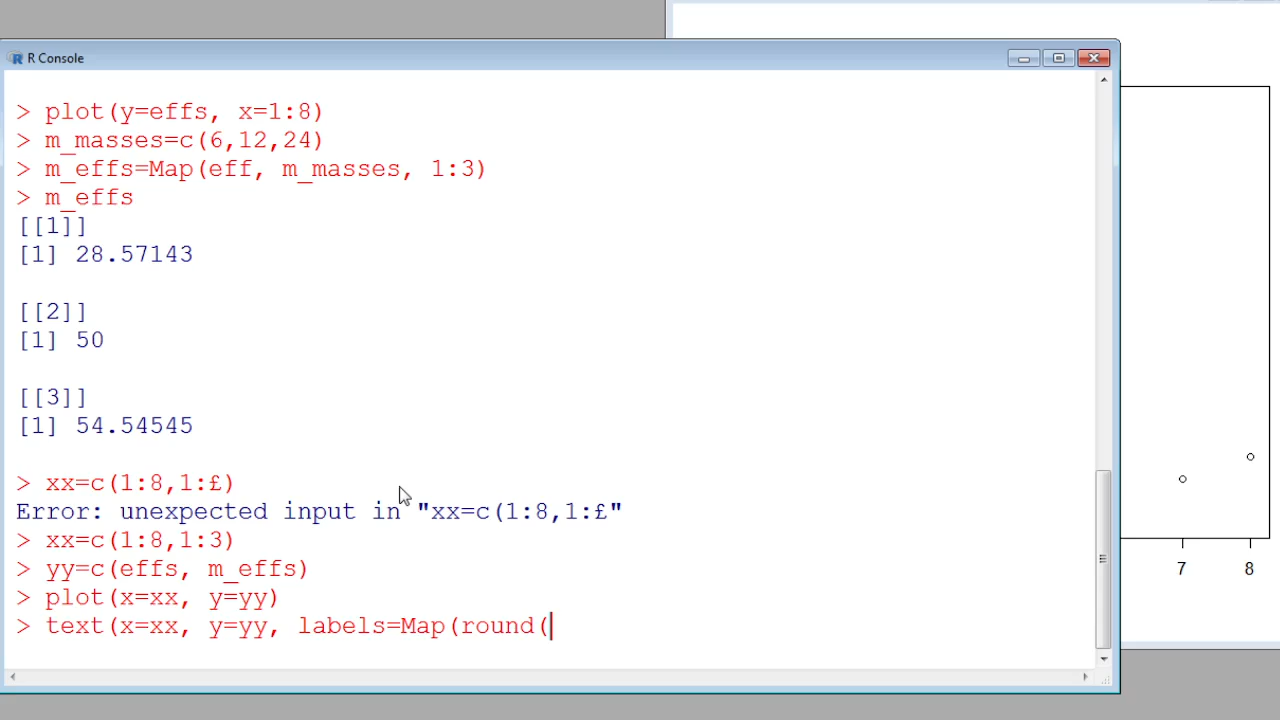 R Console
> plot(y=effs, x=1:8)
> m_masses=c(6,12,24)
> m_effs=Map(eff, m_masses, 1:3)
> m_effs
[[1]]
[1] 28.57143
[[2]]
[1] 50
[[3]]
[1] 54.54545
> xx=c(1:8,1:£)
Error: unexpected input in "xx=c(1:8,1:£"
> xx=c(1:8,1:3)
> yy=c(effs, m_effs)
> plot(x=xx, y=yy)
> text(x=xx, y=yy, labels=Map(round(
7 8